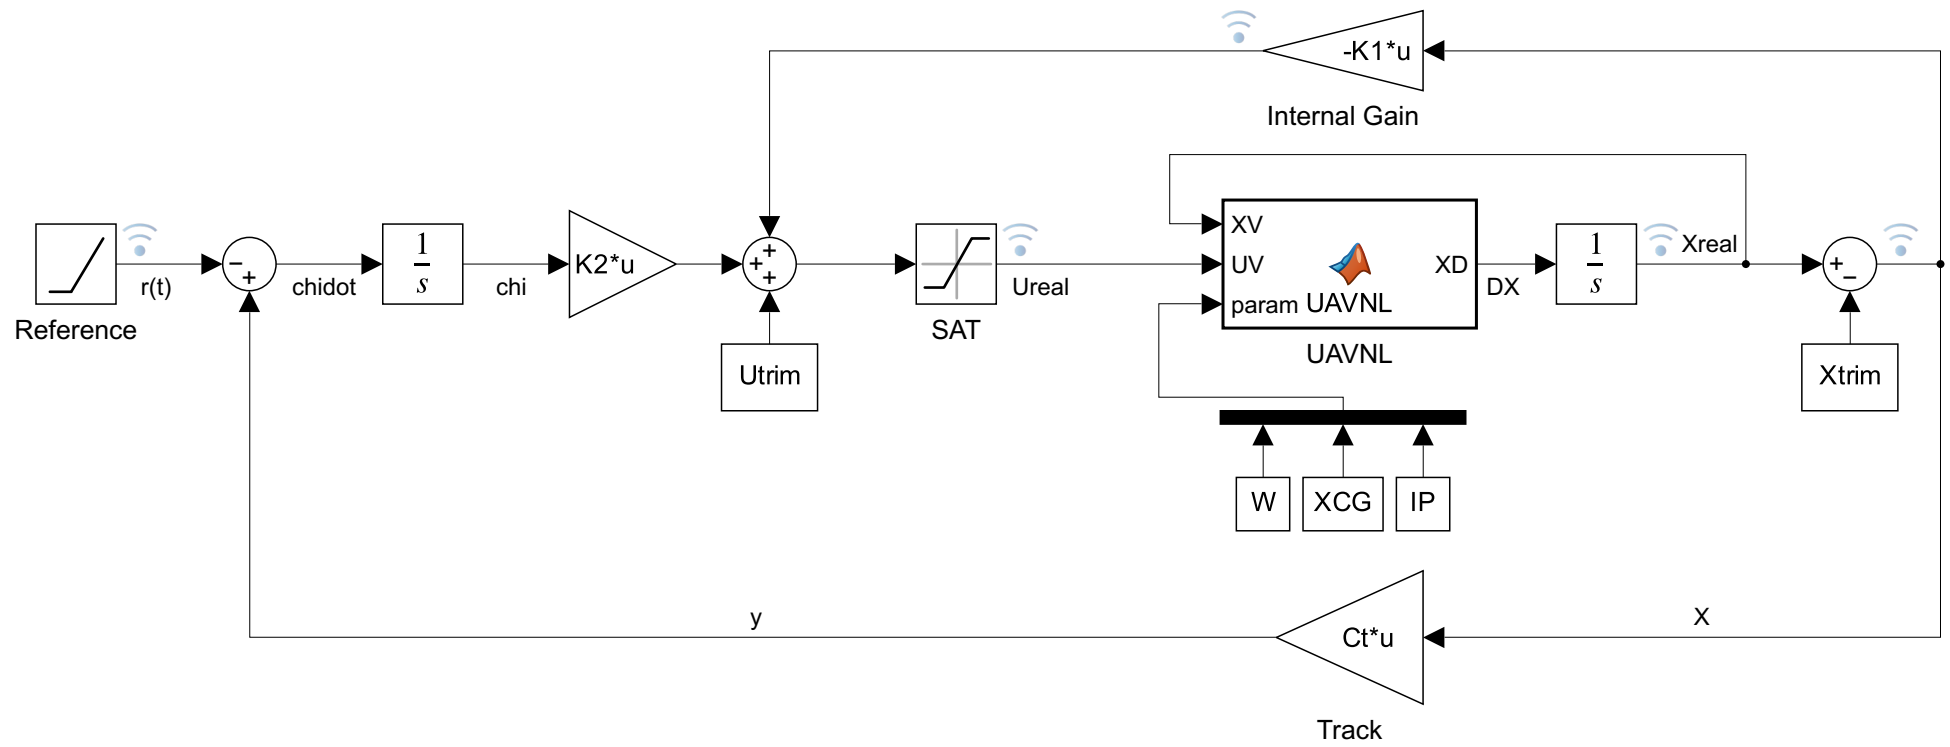 -K1*u
Internal Gain
r(t)
Reference
−
+
chidot
1
s
chi
K2*u
+
+
+
Utrim
SAT
Ureal
XV
UV
param
UAVNL
XD
UAVNL
DX
1
s
Xreal
+
−
Xtrim
W
XCG
IP
y
Ct*u
X
Track